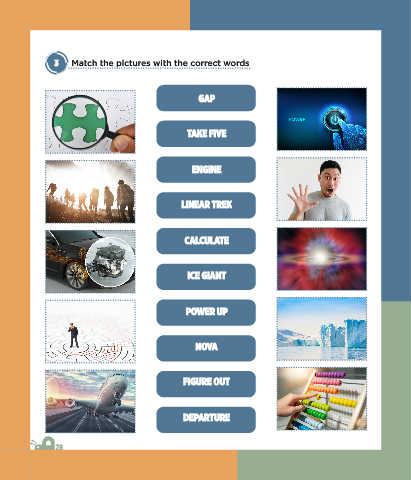 3 Match the pictures with the correct words
GAP
TAKE FIVE
POWER
ENGINE
LINEAR TREK
CALCULATE
ICE GIANT
POWER UP
NOVA
FIGURE OUT
DEPARTURE